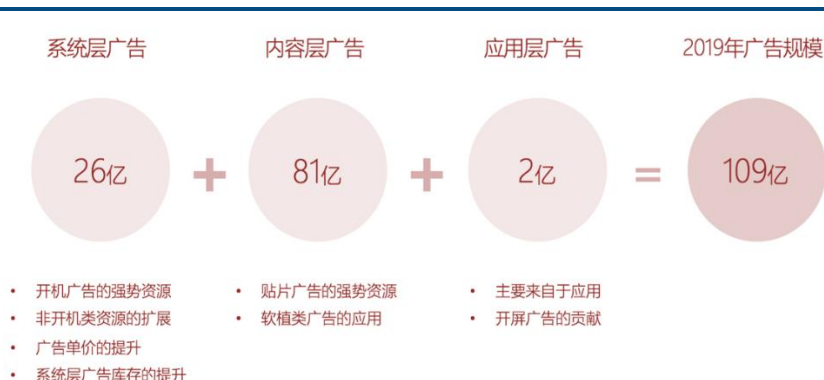 系统层广告
内容层广告
应用层广告
2019年广告规模
26亿
+
81亿
+
2亿
=
109亿
• 开机广告的强势资源
• 非开机类资源的扩展
• 广告单价的提升
• 系统层广告库存的提升
• 贴片广告的强势资源
• 软植类广告的应用
• 主要来自于应用
• 开屏广告的贡献